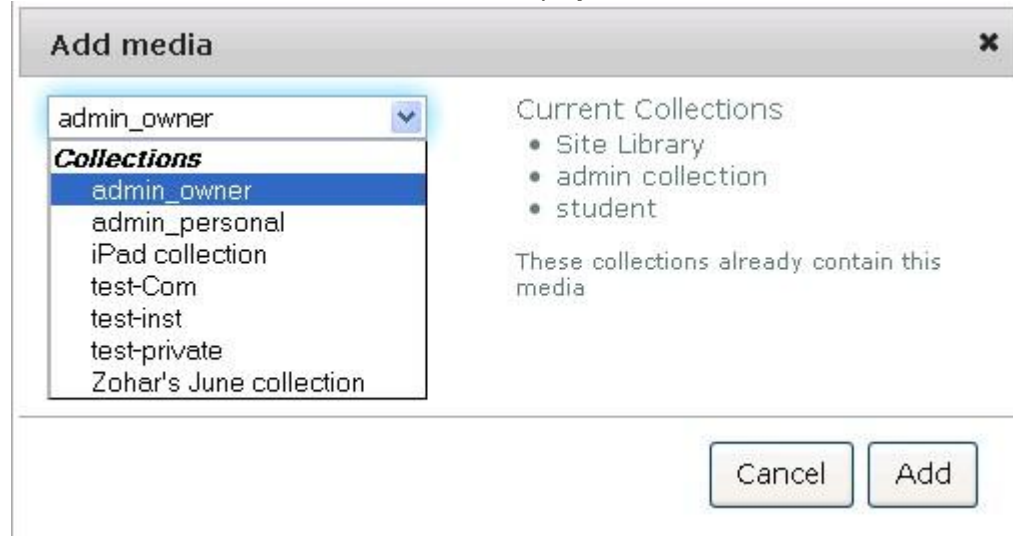 Add media
admin_owner
Collections
admin_owner
admin_personal
iPad collection
test-Com
test-inst
test-private
Zohar's June collection
Current Collections
• Site Library
• admin collection
• student
These collections already contain this
media
Cancel
Add